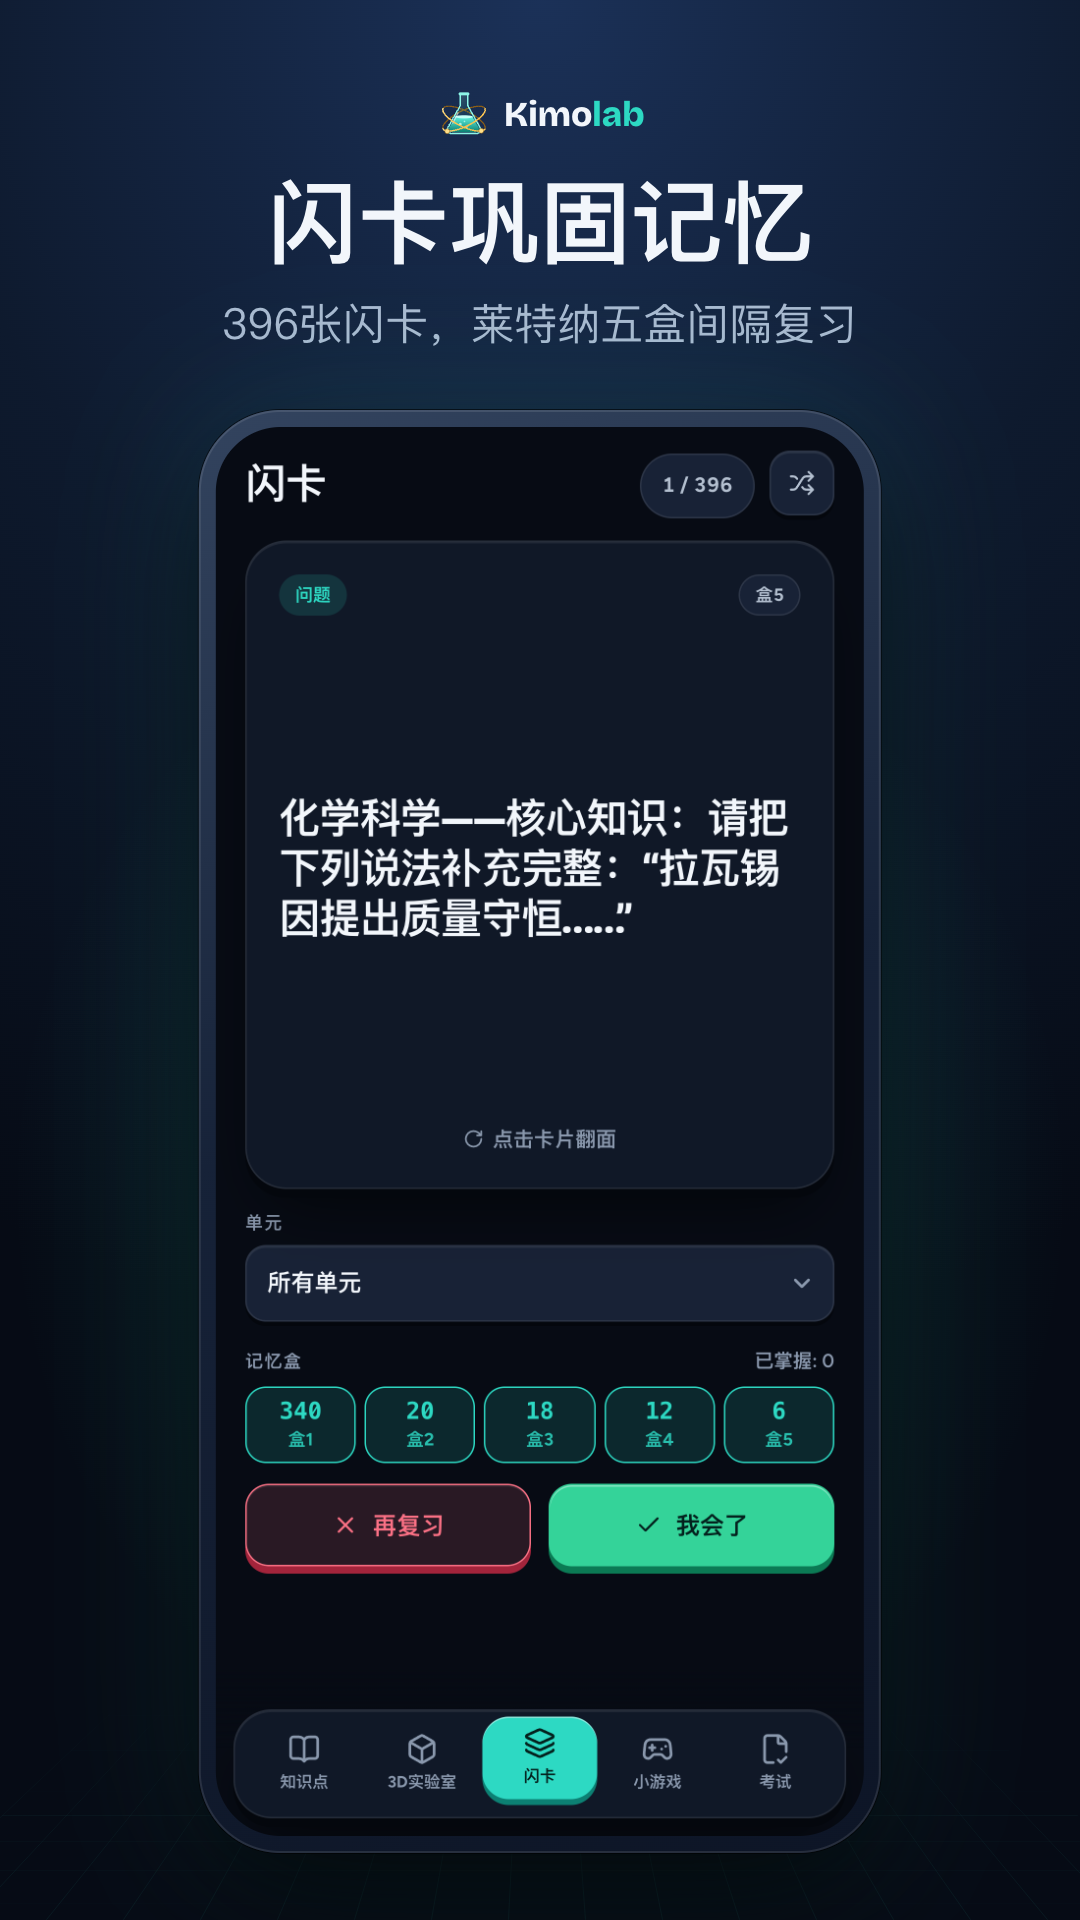 Kimolab
闪卡巩固记忆
396张闪卡，莱特纳五盒间隔复习
闪卡
1 / 396
问题
盒5
化学科学——核心知识：请把
下列说法补充完整：“拉瓦锡
因提出质量守恒……”
点击卡片翻面
单元
所有单元
记忆盒
已掌握: 0
340
盒1
20
盒2
18
盒3
12
盒4
6
盒5
再复习
我会了
知识点
3D实验室
闪卡
小游戏
考试